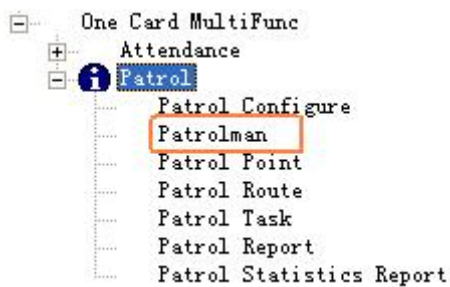 One Card MultiFunc
Attendance
Patrol
Patrol Configure
Patrolman
Patrol Point
Patrol Route
Patrol Task
Patrol Report
Patrol Statistics Report